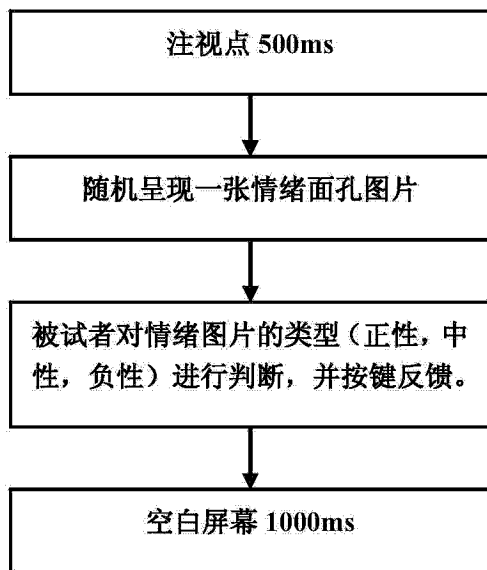 注视点 500ms
随机呈现一张情绪面孔图片
被试者对情绪图片的类型（正性，中
性，负性）进行判断，并按键反馈。
空白屏幕 1000ms